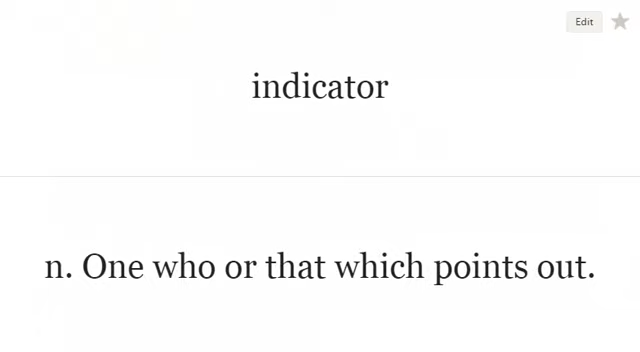 Edit
indicator
n. One who or that which points out.